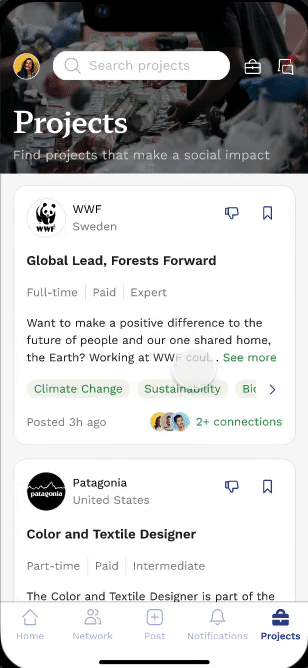 Search projects
Projects
Find projects that make a social impact
WWF
WWF
Sweden
Global Lead, Forests Forward
Full-time Paid Expert
Want to make a positive difference to the
future of people and our one shared home,
the Earth? Working at WWF coul. . See more
Climate Change Sustainability Bio
Posted 3h ago 2+ connections
patagonia
Patagonia
United States
Color and Textile Designer
Part-time Paid Intermediate
The Color and Textile Designer is part of the
Home Network Post Notifications Projects